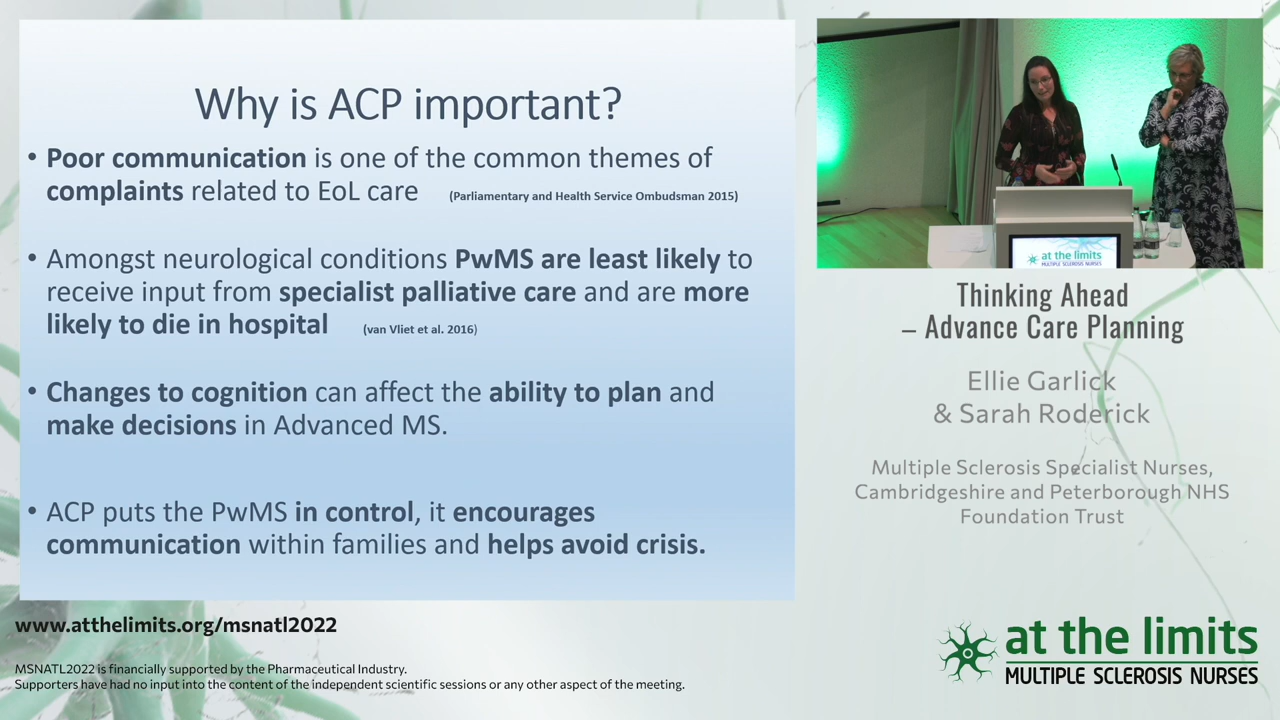 Why is ACP important?
• Poor communication is one of the common themes of
complaints related to EoL care (Parliamentary and Health Service Ombudsman 2015)
• Amongst neurological conditions PwMS are least likely to
receive input from specialist palliative care and are more
likely to die in hospital (van Vliet et al. 2016)
• Changes to cognition can affect the ability to plan and
make decisions in Advanced MS.
• ACP puts the PwMS in control, it encourages
communication within families and helps avoid crisis.
at the limits
MULTIPLE SCLEROSIS NURSES
Thinking Ahead
– Advance Care Planning
Ellie Garlick
& Sarah Roderick
Multiple Sclerosis Specialist Nurses,
Cambridgeshire and Peterborough NHS
Foundation Trust
www.atthelimits.org/msnatl2022
MSNATL2022 is financially supported by the Pharmaceutical Industry.
Supporters have had no input into the content of the independent scientific sessions or any other aspect of the meeting.
at the limits
MULTIPLE SCLEROSIS NURSES